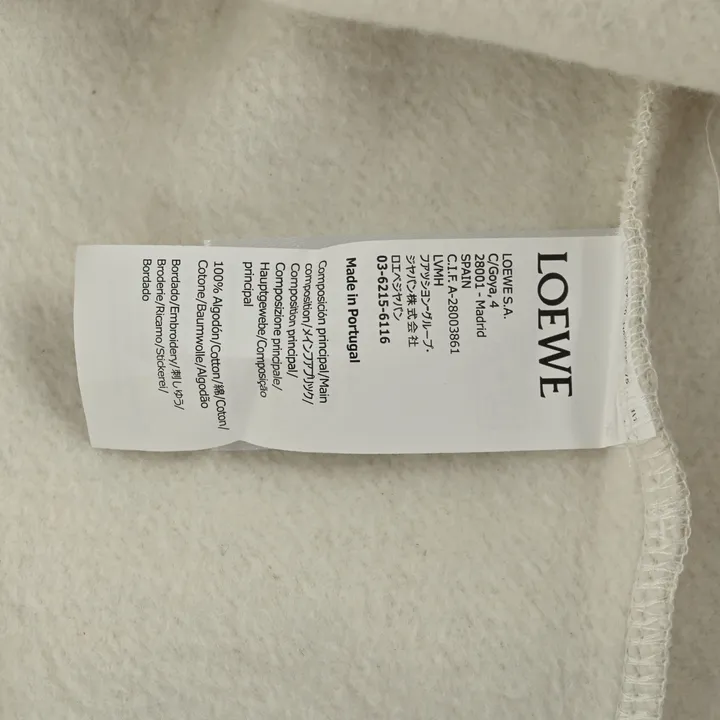 LOEWE
LOEWE S.A.
C/Goya, 4
28001 - Madrid
SPAIN
C.I.F. A-28003861
LVMH
ファッショングループ・
ジャパン株式会社
ロエベジャパン
03-6215-6116
Made in Portugal
Composición principal/Main
composition/メインファブリック/
Composition principal/
Composizione principale/
Hauptgewebe/Composição
principal
100% Algodón/Cotton/綿/Coton/
Cotone/Baumwolle/Algodão
Bordado/Embroidery/刺しゅう/
Broderie/Ricamo/Stickerei/
Bordado